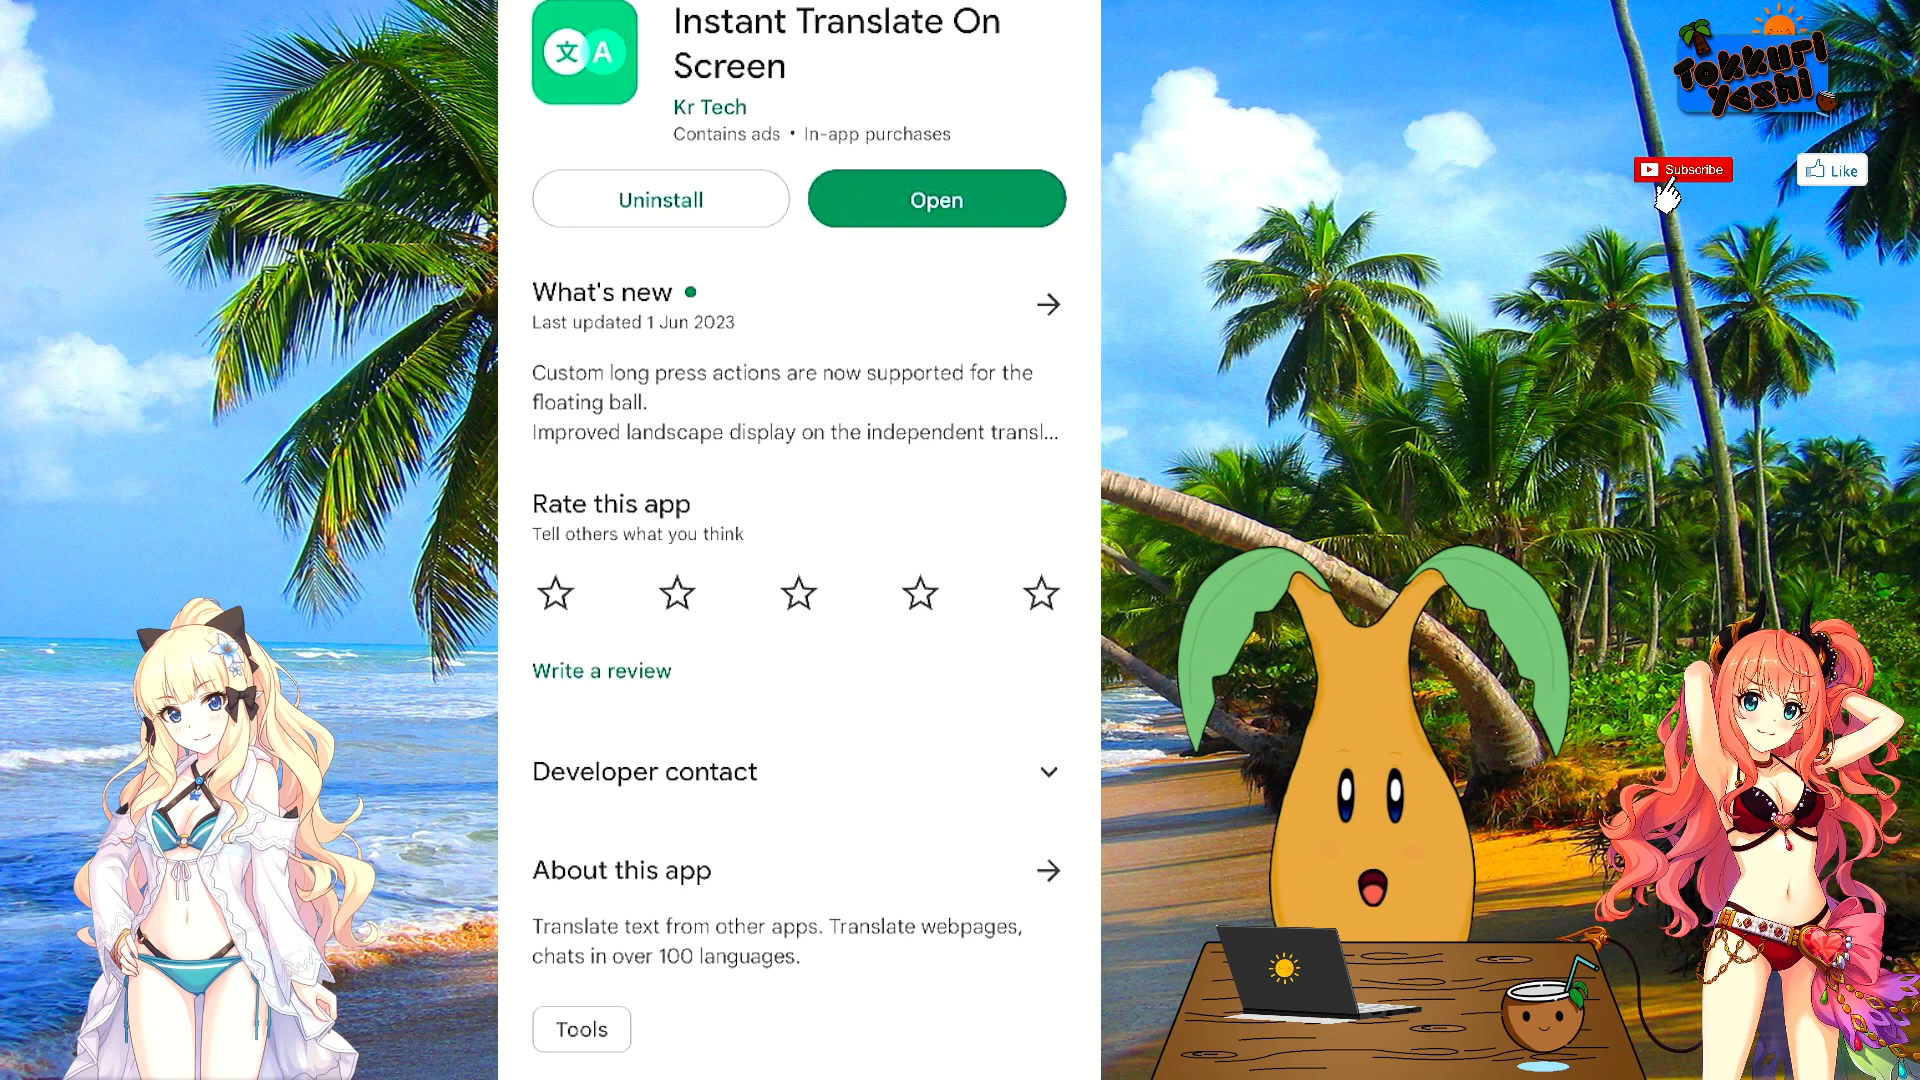 Instant Translate On
Screen
Kr Tech
Contains ads • In-app purchases
Uninstall
Open
What's new
Last updated 1 Jun 2023
Custom long press actions are now supported for the
floating ball.
Improved landscape display on the independent transl...
Rate this app
Tell others what you think
Write a review
Developer contact
About this app
Translate text from other apps. Translate webpages,
chats in over 100 languages.
Tools
Tokkuri
Yashi
Subscribe
Like
文A